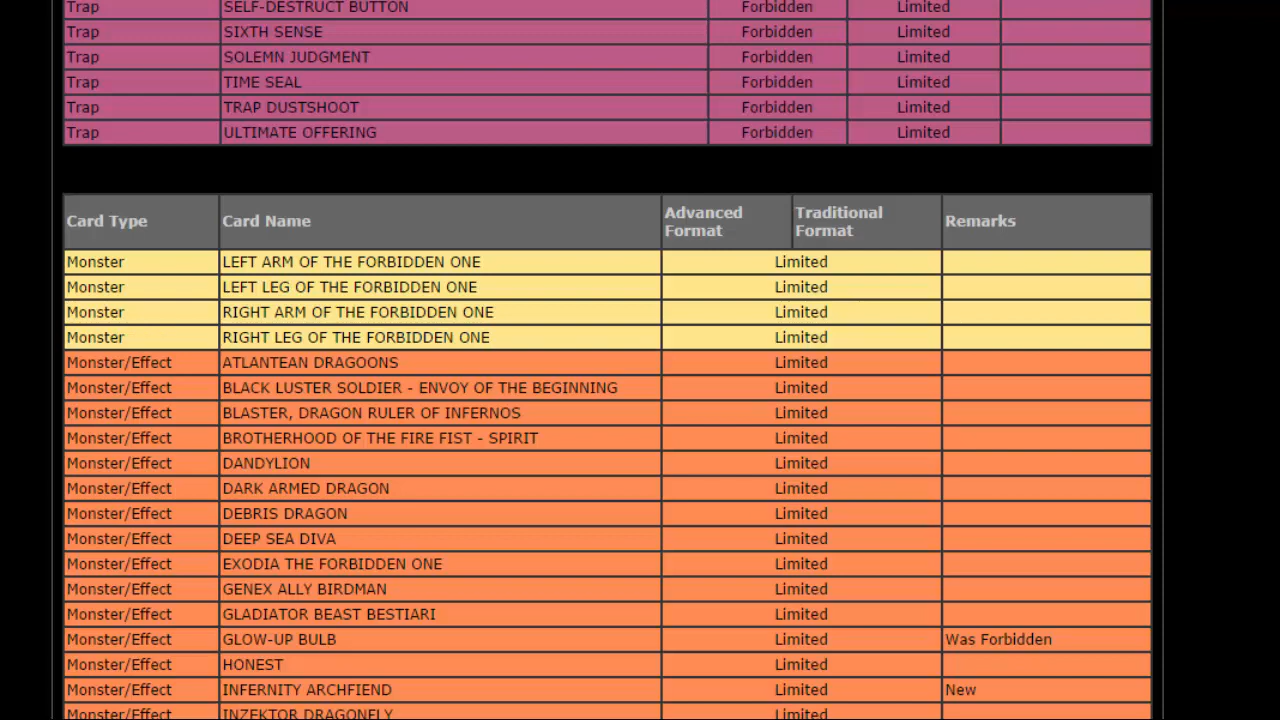 Trap SELF-DESTRUCT BUTTON Forbidden Limited
Trap SIXTH SENSE Forbidden Limited
Trap SOLEMN JUDGMENT Forbidden Limited
Trap TIME SEAL Forbidden Limited
Trap TRAP DUSTSHOOT Forbidden Limited
Trap ULTIMATE OFFERING Forbidden Limited
Card Type Card Name Advanced Format Traditional Format Remarks
Monster LEFT ARM OF THE FORBIDDEN ONE Limited
Monster LEFT LEG OF THE FORBIDDEN ONE Limited
Monster RIGHT ARM OF THE FORBIDDEN ONE Limited
Monster RIGHT LEG OF THE FORBIDDEN ONE Limited
Monster/Effect ATLANTEAN DRAGOONS Limited
Monster/Effect BLACK LUSTER SOLDIER - ENVOY OF THE BEGINNING Limited
Monster/Effect BLASTER, DRAGON RULER OF INFERNOS Limited
Monster/Effect BROTHERHOOD OF THE FIRE FIST - SPIRIT Limited
Monster/Effect DANDYLION Limited
Monster/Effect DARK ARMED DRAGON Limited
Monster/Effect DEBRIS DRAGON Limited
Monster/Effect DEEP SEA DIVA Limited
Monster/Effect EXODIA THE FORBIDDEN ONE Limited
Monster/Effect GENEX ALLY BIRDMAN Limited
Monster/Effect GLADIATOR BEAST BESTIARI Limited
Monster/Effect GLOW-UP BULB Limited Was Forbidden
Monster/Effect HONEST Limited
Monster/Effect INFERNITY ARCHFIEND Limited New
Monster/Effect INZEKTOR DRAGONFLY Limited